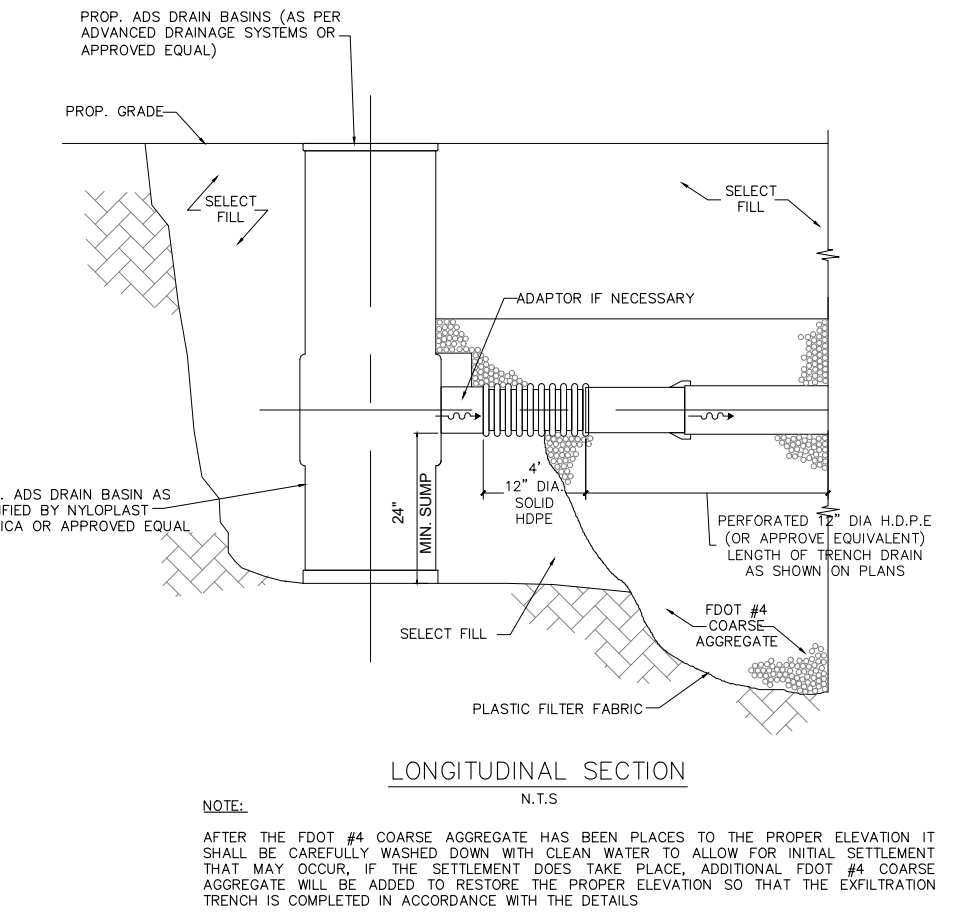 PROP. ADS DRAIN BASINS (AS PER
ADVANCED DRAINAGE SYSTEMS OR
APPROVED EQUAL)
PROP. GRADE
SELECT
FILL
SELECT
FILL
ADAPTOR IF NECESSARY
. ADS DRAIN BASIN AS
IFIED BY NYLOPLAST
ICA OR APPROVED EQUAL
24"
MIN. SUMP
4'
12" DIA.
SOLID
HDPE
PERFORATED 12" DIA H.D.P.E
(OR APPROVE EQUIVALENT)
LENGTH OF TRENCH DRAIN
AS SHOWN ON PLANS
SELECT FILL
FDOT #4
COARSE
AGGREGATE
PLASTIC FILTER FABRIC
LONGITUDINAL SECTION
N.T.S
NOTE:
AFTER THE FDOT #4 COARSE AGGREGATE HAS BEEN PLACES TO THE PROPER ELEVATION IT
SHALL BE CAREFULLY WASHED DOWN WITH CLEAN WATER TO ALLOW FOR INITIAL SETTLEMENT
THAT MAY OCCUR, IF THE SETTLEMENT DOES TAKE PLACE, ADDITIONAL FDOT #4 COARSE
AGGREGATE WILL BE ADDED TO RESTORE THE PROPER ELEVATION SO THAT THE EXFILTRATION
TRENCH IS COMPLETED IN ACCORDANCE WITH THE DETAILS